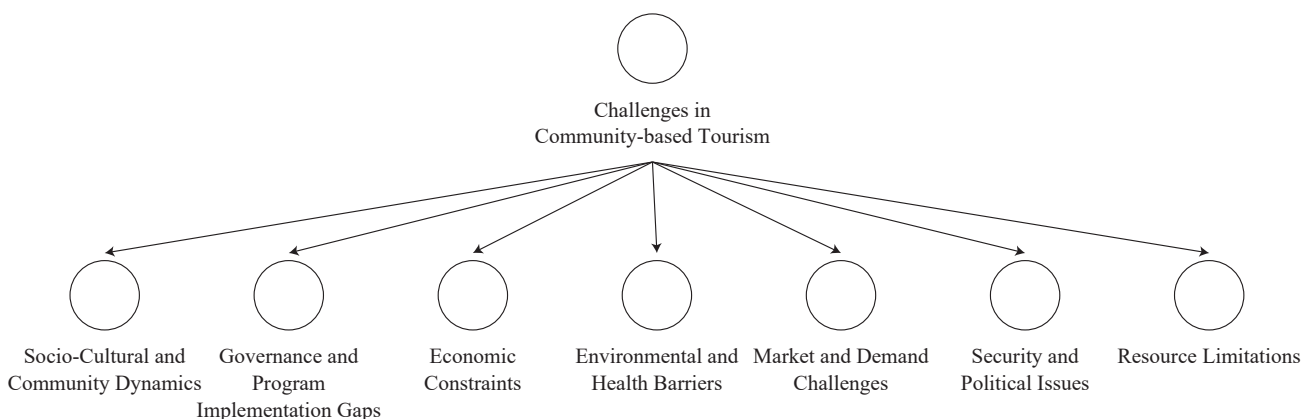 Challenges in
Community-based Tourism
Socio-Cultural and
Community Dynamics
Governance and
Program
Implementation Gaps
Economic
Constraints
Environmental and
Health Barriers
Market and Demand
Challenges
Security and
Political Issues
Resource Limitations